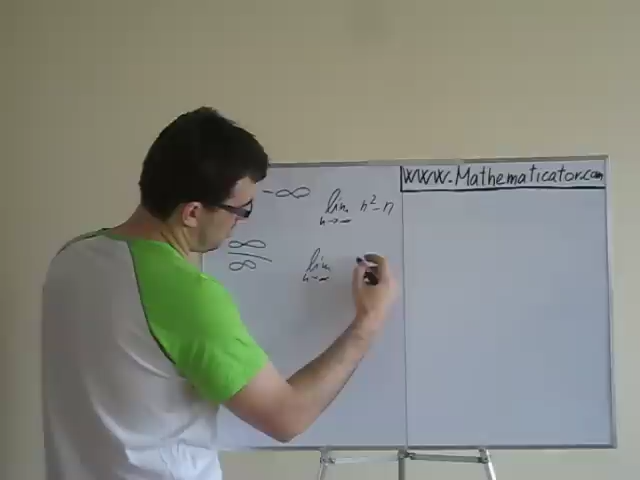 www.Mathematicator.com
-∞ lim n→∞ n²-n
∞/∞ lim n→∞